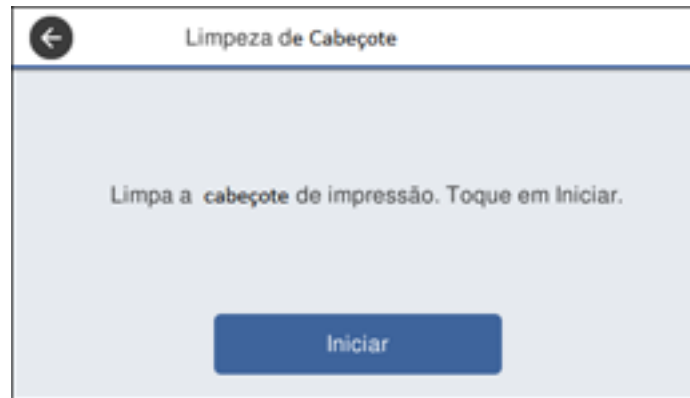 Limpeza de Cabeçote
Limpa a cabeçote de impressão. Toque em Iniciar.
Iniciar